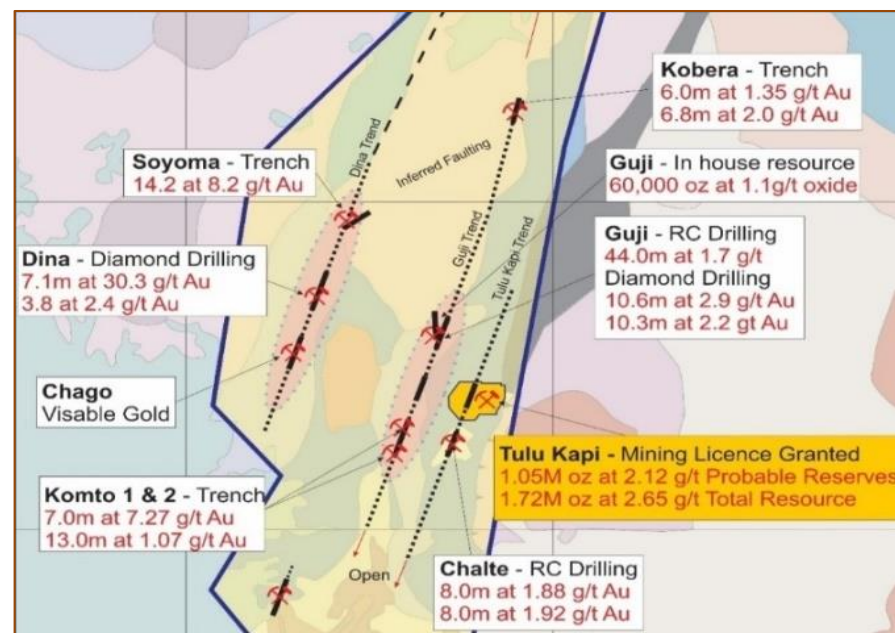 Kobera - Trench
6.0m at 1.35 g/t Au
6.8m at 2.0 g/t Au
Dina Trend
Inferred Faulting
Soyoma - Trench
14.2 at 8.2 g/t Au
Guji - In house resource
60,000 oz at 1.1g/t oxide
Guji Trend
Tulu Kapi Trend
Guji - RC Drilling
44.0m at 1.7 g/t
Diamond Drilling
10.6m at 2.9 g/t Au
10.3m at 2.2 gt Au
Dina - Diamond Drilling
7.1m at 30.3 g/t Au
3.8 at 2.4 g/t Au
Chago
Visable Gold
Tulu Kapi - Mining Licence Granted
1.05M oz at 2.12 g/t Probable Reserves
1.72M oz at 2.65 g/t Total Resource
Komto 1 & 2 - Trench
7.0m at 7.27 g/t Au
13.0m at 1.07 g/t Au
Open
Chalte - RC Drilling
8.0m at 1.88 g/t Au
8.0m at 1.92 g/t Au